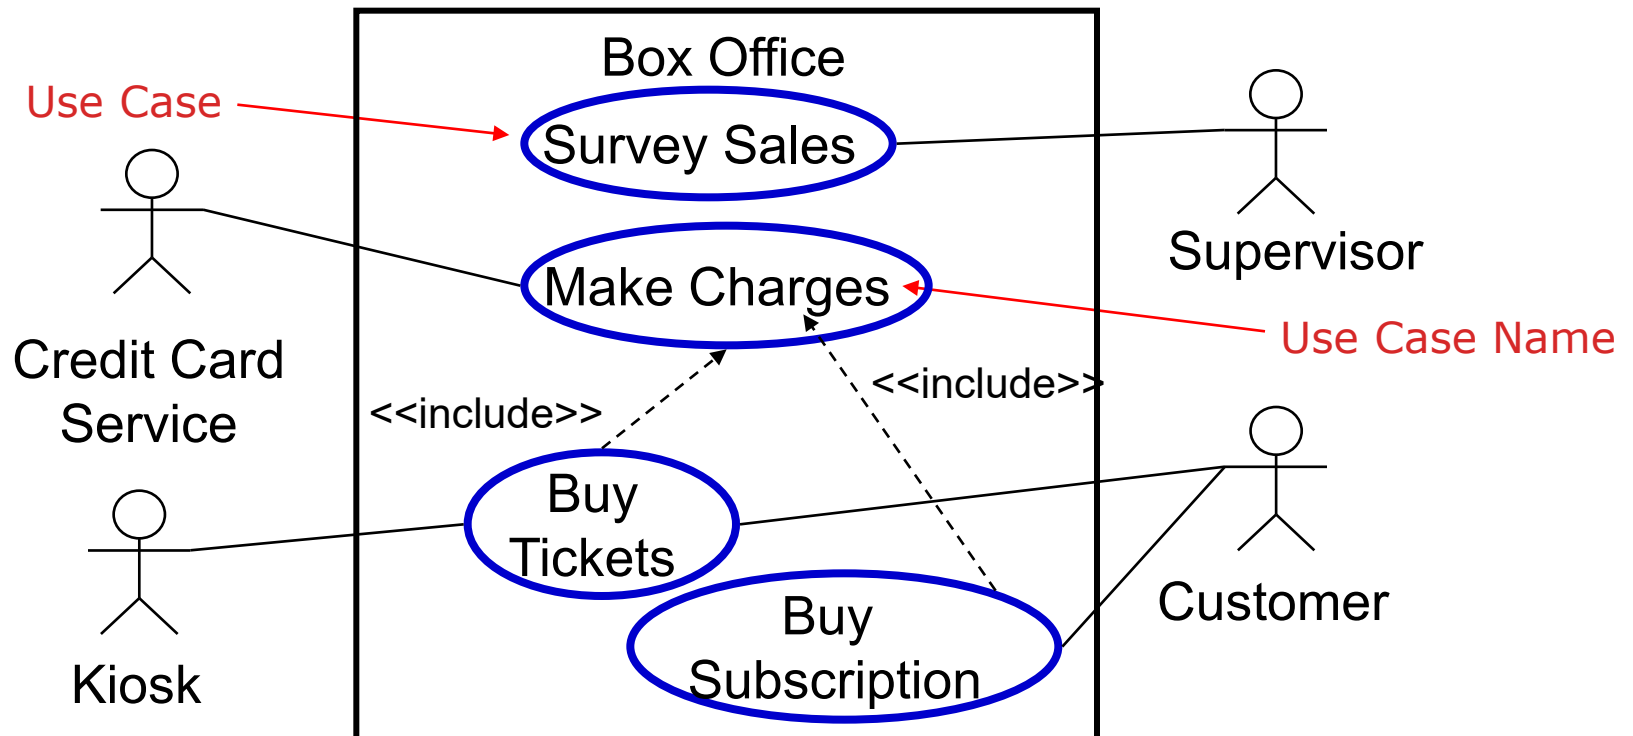 Box Office
Use Case
Survey Sales
Supervisor
Make Charges
Use Case Name
Credit Card
Service
<<include>>
<<include>>
Buy
Tickets
Customer
Buy
Subscription
Kiosk